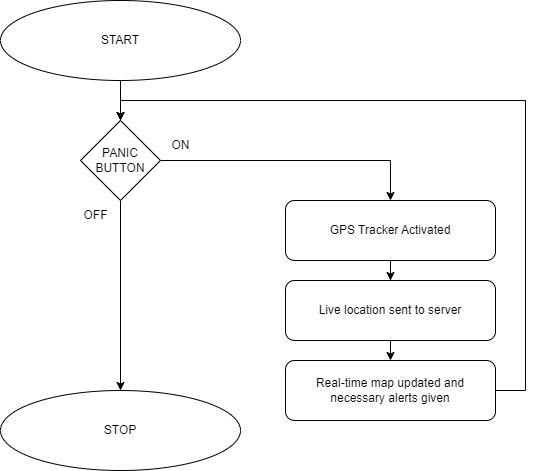 START
PANIC
BUTTON
ON
OFF
GPS Tracker Activated
Live location sent to server
Real-time map updated and
necessary alerts given
STOP